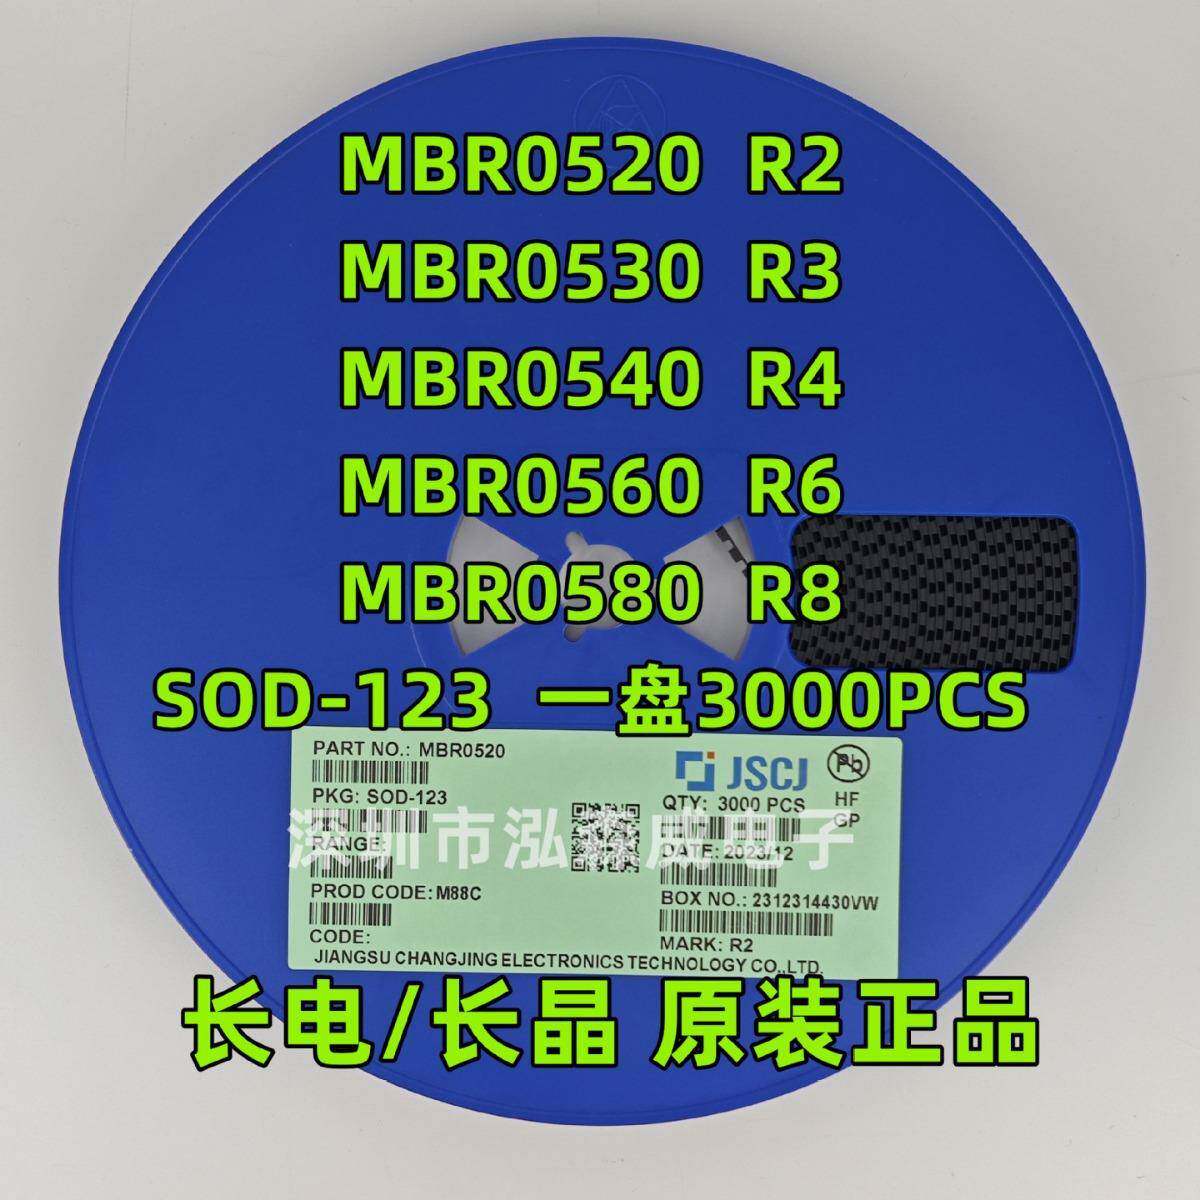 MBR0520 R2
MBR0530 R3
MBR0540 R4
MBR0560 R6
MBR0580 R8
SOD-123 一盘3000PCS
PART NO.: MBR0520
JSCJ
Pb
PKG: SOD-123
QTY: 3000 PCS
HF
GP
深圳市泓
成电子
RANGE:
DATE: 2023/12
PROD CODE: M88C
BOX NO.: 2312314430VW
CODE:
MARK: R2
JIANGSU CHANGJING ELECTRONICS TECHNOLOGY CO.,LTD.
长电/长晶 原装正品